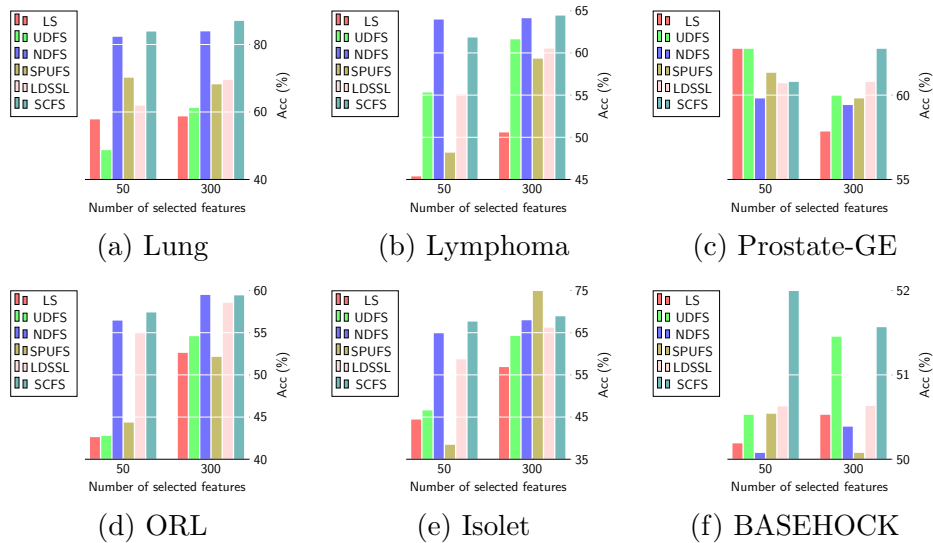 LS
UDFS
NDFS
SPUFS
LDSSL
SCFS
80
60
40
Acc (%)
50 300
Number of selected features
(a) Lung
LS
UDFS
NDFS
SPUFS
LDSSL
SCFS
65
60
55
50
45
Acc (%)
50 300
Number of selected features
(b) Lymphoma
LS
UDFS
NDFS
SPUFS
LDSSL
SCFS
60
55
Acc (%)
50 300
Number of selected features
(c) Prostate-GE
LS
UDFS
NDFS
SPUFS
LDSSL
SCFS
60
55
50
45
40
Acc (%)
50 300
Number of selected features
(d) ORL
LS
UDFS
NDFS
SPUFS
LDSSL
SCFS
75
65
55
45
35
Acc (%)
50 300
Number of selected features
(e) Isolet
LS
UDFS
NDFS
SPUFS
LDSSL
SCFS
52
51
50
Acc (%)
50 300
Number of selected features
(f) BASEHOCK